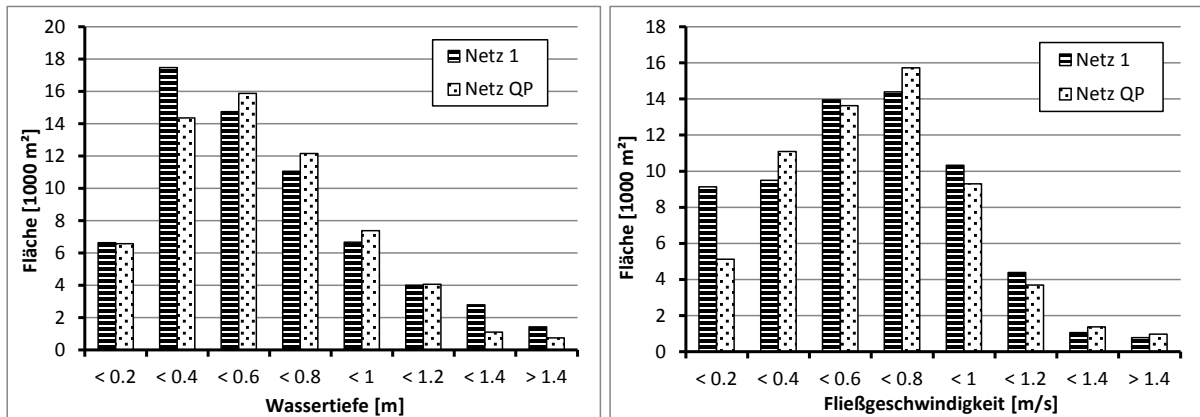 20
18
16
14
12
10
8
6
4
2
0
Fläche [1000 m²]
Netz 1
Netz QP
< 0.2 < 0.4 < 0.6 < 0.8 < 1 < 1.2 < 1.4 > 1.4
Wassertiefe [m]
18
16
14
12
10
8
6
4
2
0
Fläche [1000 m²]
Netz 1
Netz QP
< 0.2 < 0.4 < 0.6 < 0.8 < 1 < 1.2 < 1.4 > 1.4
Fließgeschwindigkeit [m/s]